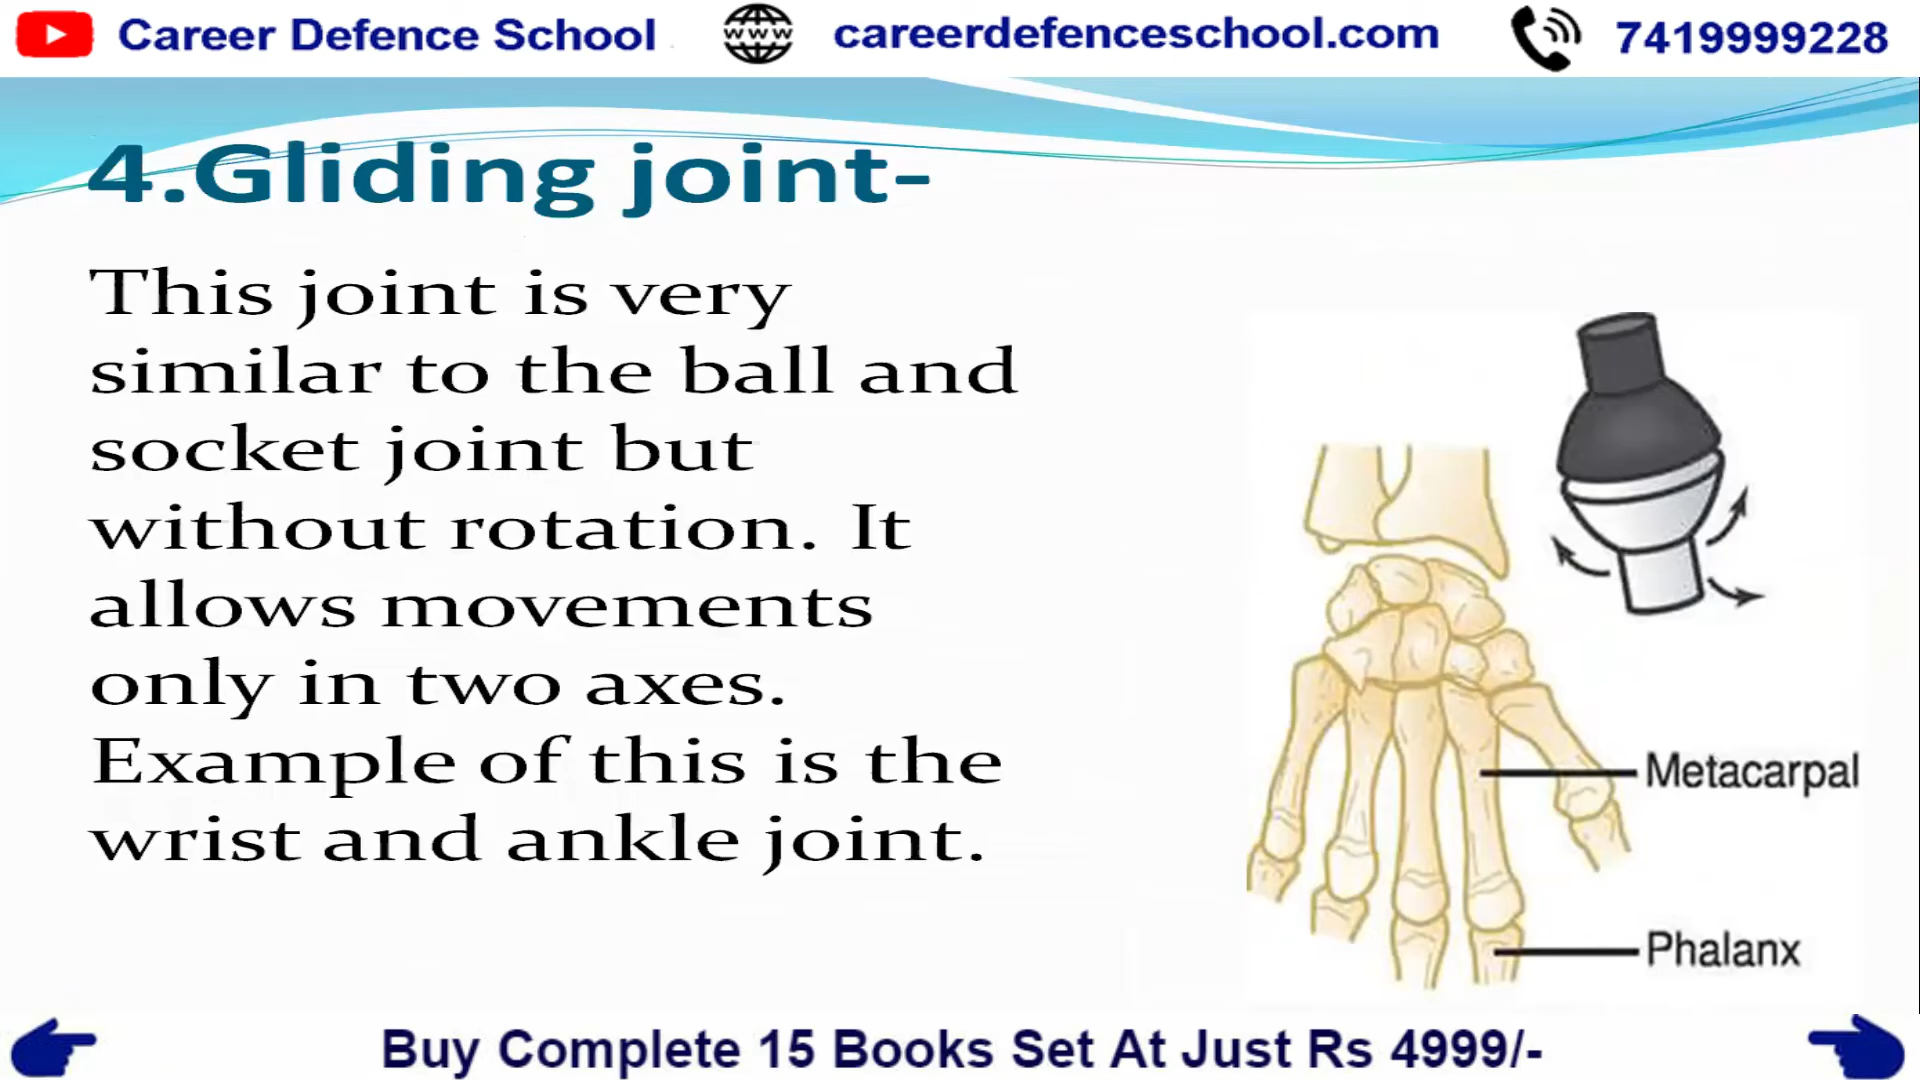 Career Defence School
www
careerdefenceschool.com
7419999228
4.Gliding joint-
This joint is very
similar to the ball and
socket joint but
without rotation. It
allows movements
only in two axes.
Example of this is the
wrist and ankle joint.
Metacarpal
Phalanx
Buy Complete 15 Books Set At Just Rs 4999/-